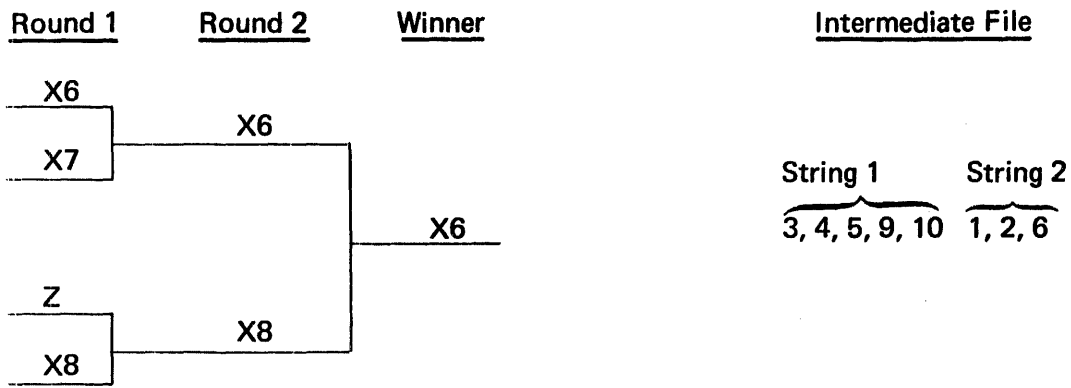 Round 1 Round 2 Winner Intermediate File
X6
X6
X7
String 1 String 2
X6 3, 4, 5, 9, 10 1, 2, 6
Z
X8
X8